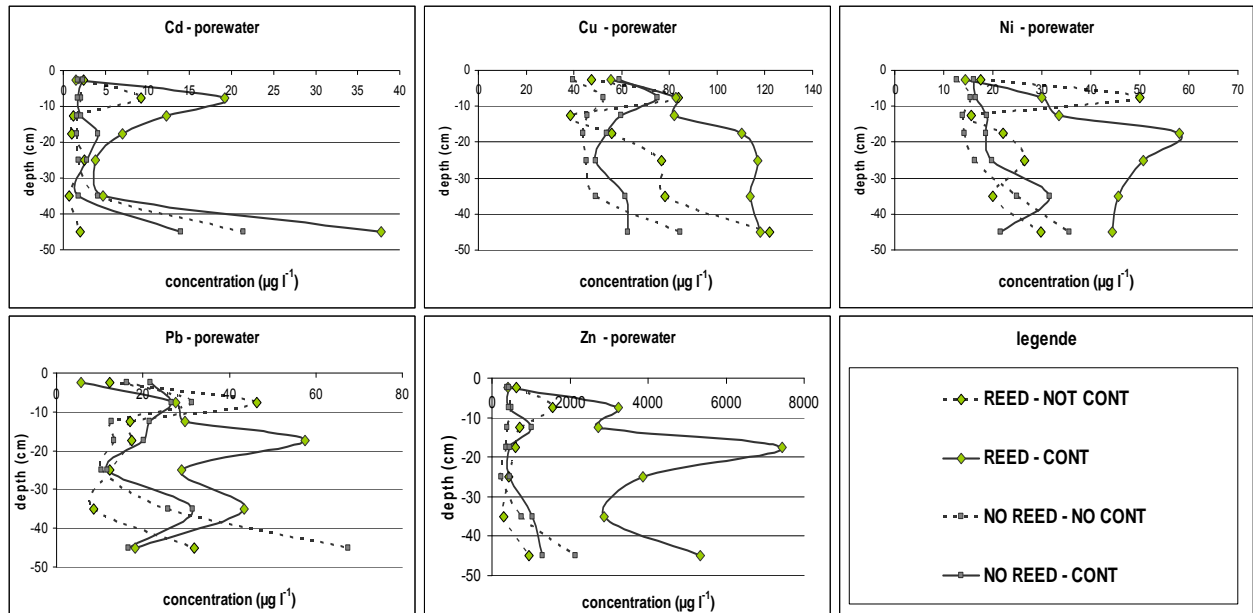 Cd - porewater
0 5 10 15 20 25 30 35 40
0
-10
-20
-30
-40
-50
depth (cm)
concentration (µg l-1)
Cu - porewater
0 20 40 60 80 100 120 140
0
-10
-20
-30
-40
-50
depth (cm)
concentration (µg l-1)
Ni - porewater
0 10 20 30 40 50 60 70
0
-10
-20
-30
-40
-50
depth (cm)
concentration (µg l-1)
Pb - porewater
0 20 40 60 80
0
-10
-20
-30
-40
-50
depth (cm)
concentration (µg l-1)
Zn - porewater
0 2000 4000 6000 8000
0
-10
-20
-30
-40
-50
depth (cm)
concentration (µg l-1)
legende
REED - NOT CONT
REED - CONT
NO REED - NO CONT
NO REED - CONT